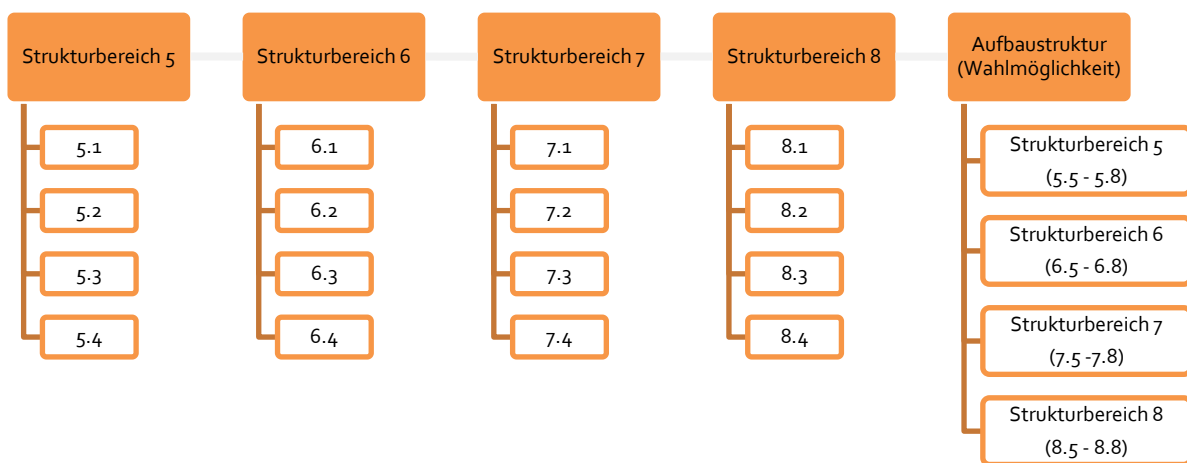 Strukturbereich 5
5.1
5.2
5.3
5.4
Strukturbereich 6
6.1
6.2
6.3
6.4
Strukturbereich 7
7.1
7.2
7.3
7.4
Strukturbereich 8
8.1
8.2
8.3
8.4
Aufbaustruktur
(Wahlmöglichkeit)
Strukturbereich 5
(5.5 - 5.8)
Strukturbereich 6
(6.5 - 6.8)
Strukturbereich 7
(7.5 -7.8)
Strukturbereich 8
(8.5 - 8.8)